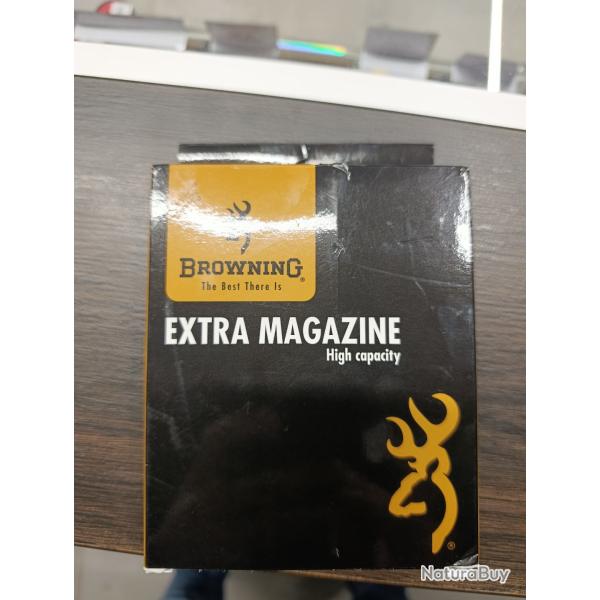 BROWNING®
The Best There Is
EXTRA MAGAZINE
High capacity
®
NaturaBuy